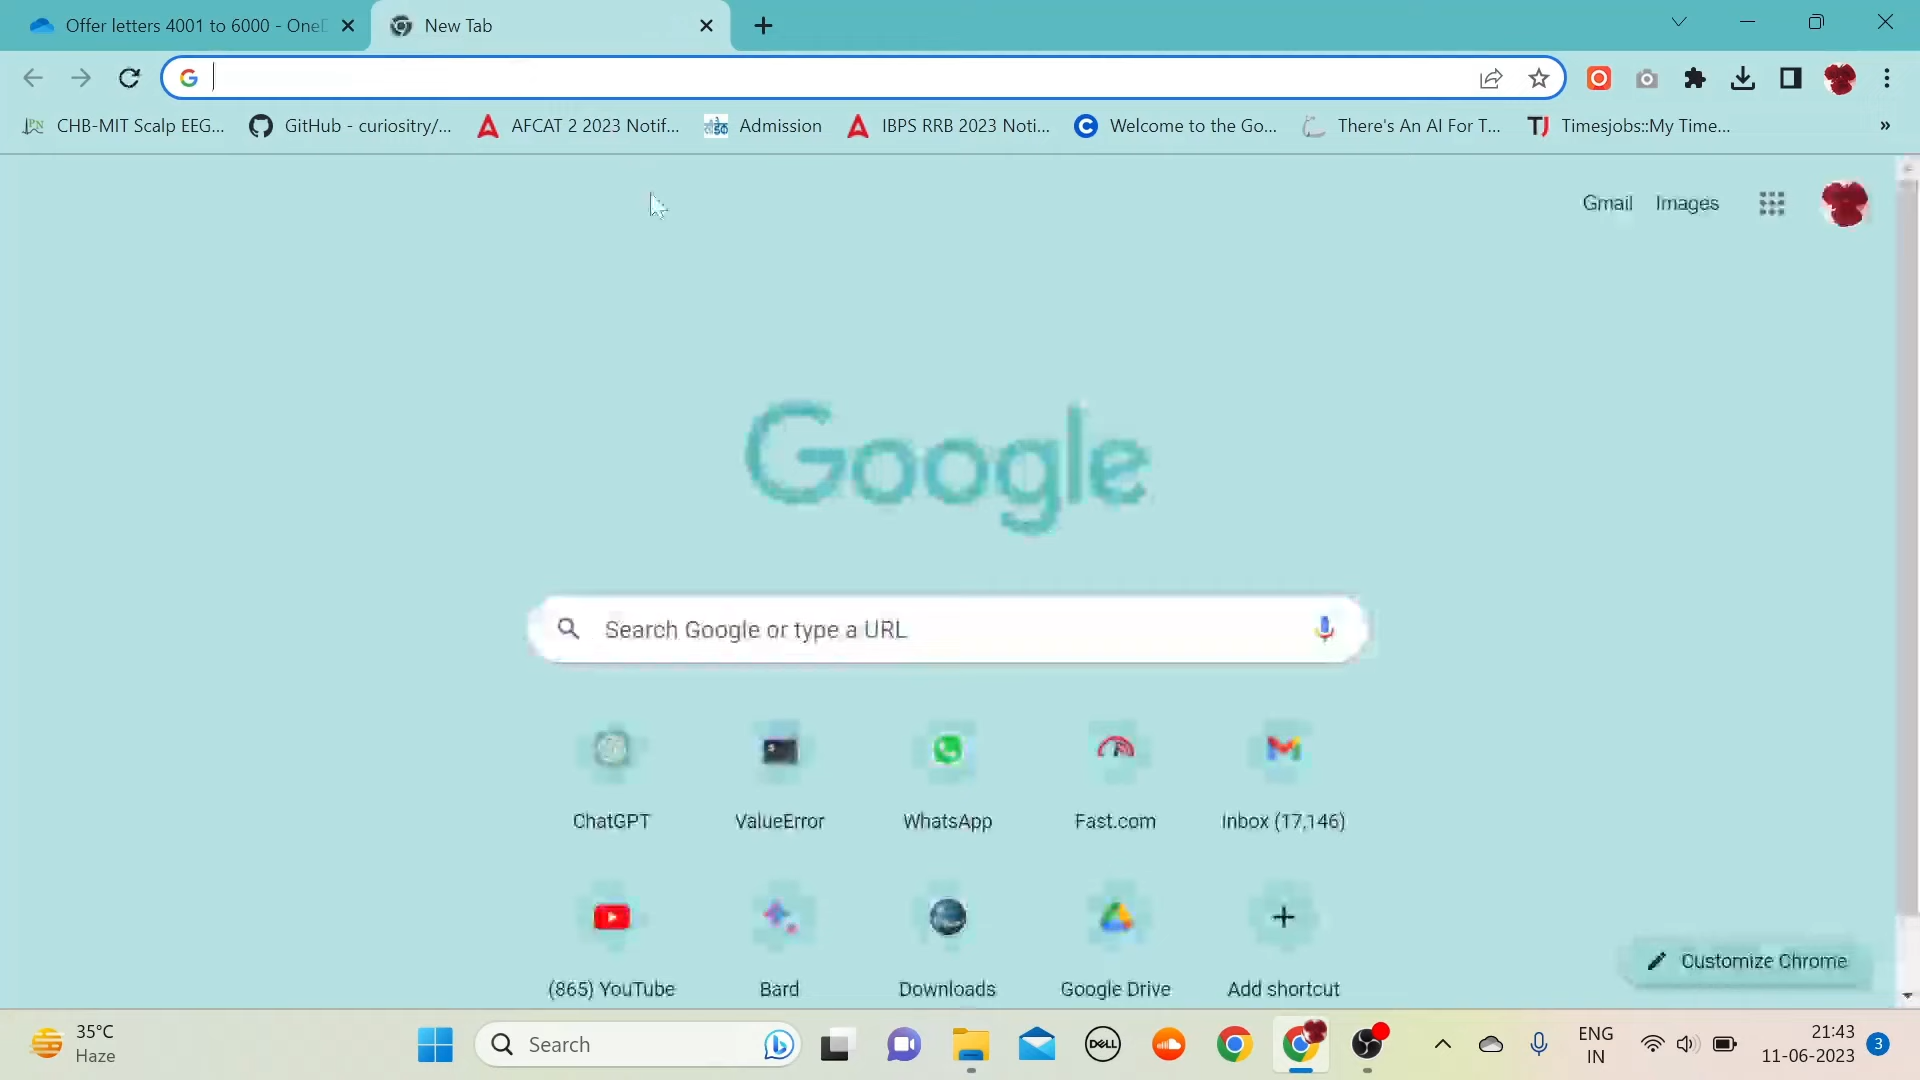 Offer letters 4001 to 6000 - OneD
New Tab
CHB-MIT Scalp EEG...
GitHub - curiositry/...
AFCAT 2 2023 Notif...
Admission
IBPS RRB 2023 Noti...
Welcome to the Go...
There's An AI For T...
TJ
Timesjobs::My Time...
»
Gmail
Images
Google
Search Google or type a URL
ChatGPT
ValueError
WhatsApp
Fast.com
Inbox (17,146)
(865) YouTube
Bard
Downloads
Google Drive
Add shortcut
Customize Chrome
35°C
Haze
Search
DELL
ENG
IN
21:43
11-06-2023
3